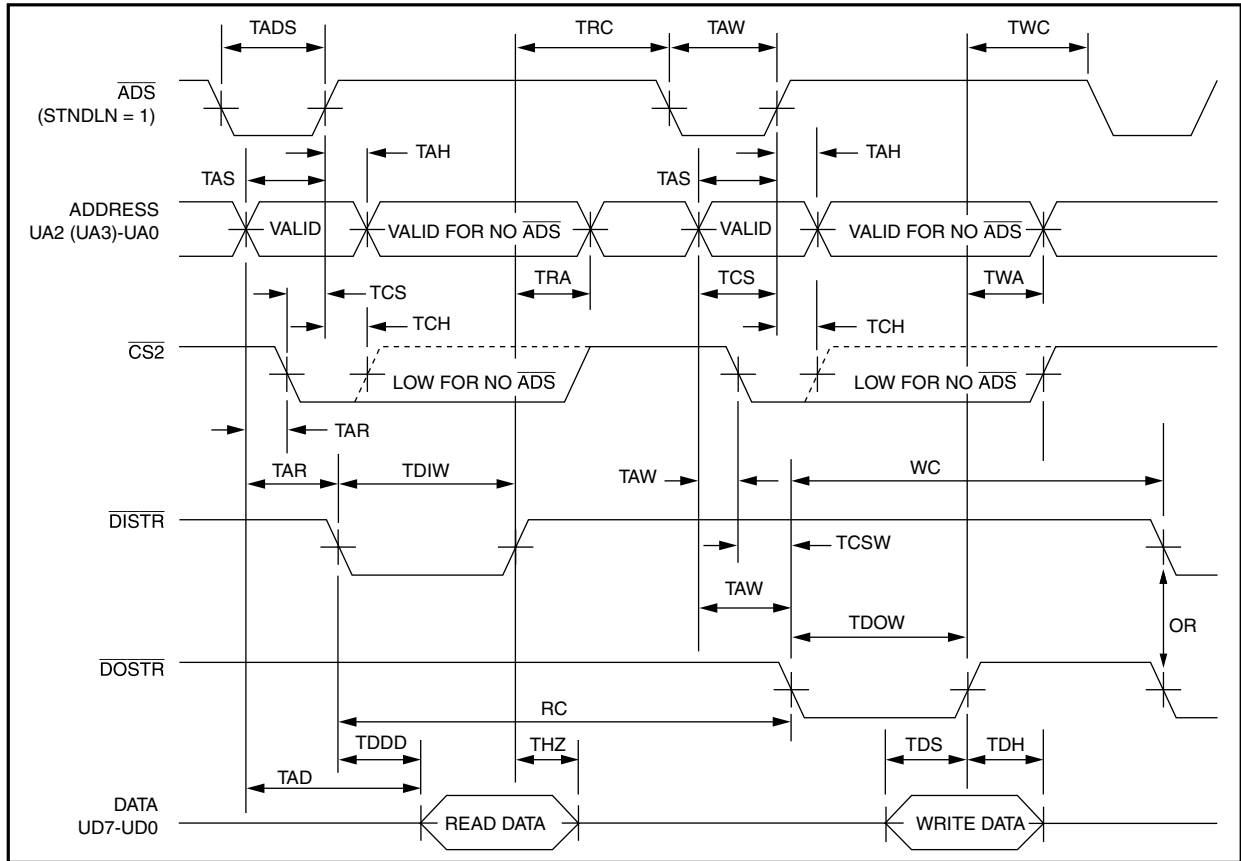 TADS
TRC
TAW
TWC
ADS
(STNDLN = 1)
TAH
TAH
TAS
TAS
ADDRESS
UA2 (UA3)-UA0
VALID
VALID FOR NO ADS
VALID
VALID FOR NO ADS
TCS
TRA
TCS
TWA
TCH
TCH
CS2
LOW FOR NO ADS
LOW FOR NO ADS
TAR
TAR
TDIW
TAW
WC
DISTR
TCSW
TAW
TDOW
OR
DOSTR
RC
TDDD
THZ
TDS
TDH
TAD
DATA
UD7-UD0
READ DATA
WRITE DATA